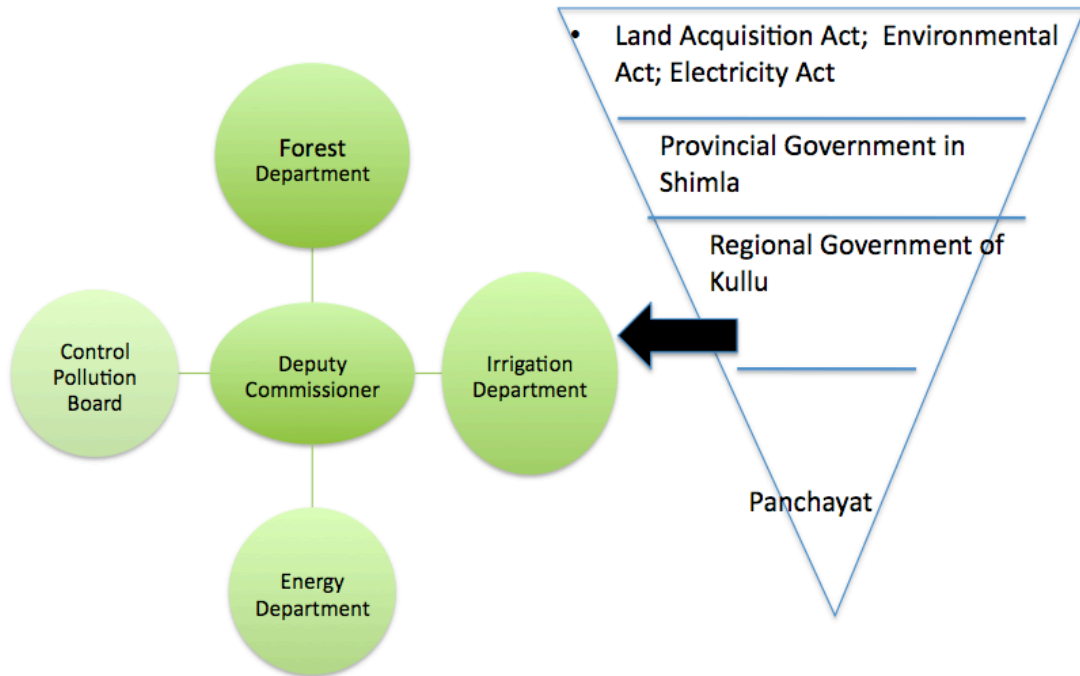 • Land Acquisition Act; Environmental
Act; Electricity Act
Provincial Government in
Shimla
Regional Government of
Kullu
Panchayat
Forest
Department
Control
Pollution
Board
Deputy
Commissioner
Irrigation
Department
Energy
Department